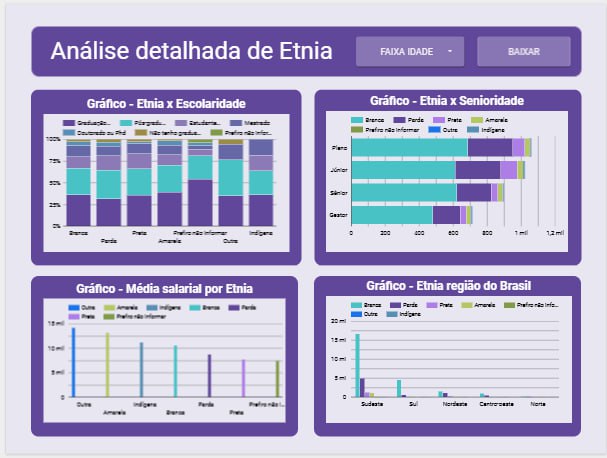 Análise detalhada de Etnia
FAIXA IDADE
BAIXAR
Gráfico - Etnia x Escolaridade
Graduação... Pós-gradu... Estudante... Mestrado
Doutorado ou Phd Não tenho gradua... Prefiro não infor...
100%
75%
50%
25%
0%
Branca Preta Prefiro não informar Indígena
Parda Amarela Outra
Gráfico - Etnia x Senioridade
Branca Parda Preta Amarela
Prefiro não informar Outra Indígena
Pleno
Júnior
Sênior
Gestor
0 200 400 600 800 1 mil 1,2 mil
Gráfico - Média salarial por Etnia
Outra Amarela Indígena Branca Parda
Preta Prefiro não informar
15 mil
10 mil
5 mil
0
Outra Indígena Parda Prefiro não i...
Amarela Branca Preta
Gráfico - Etnia região do Brasil
Branca Parda Preta Amarela Prefiro não infor...
Outra Indígena
20 mil
15 mil
10 mil
5 mil
0
Sudeste Sul Nordeste Centro-oeste Norte